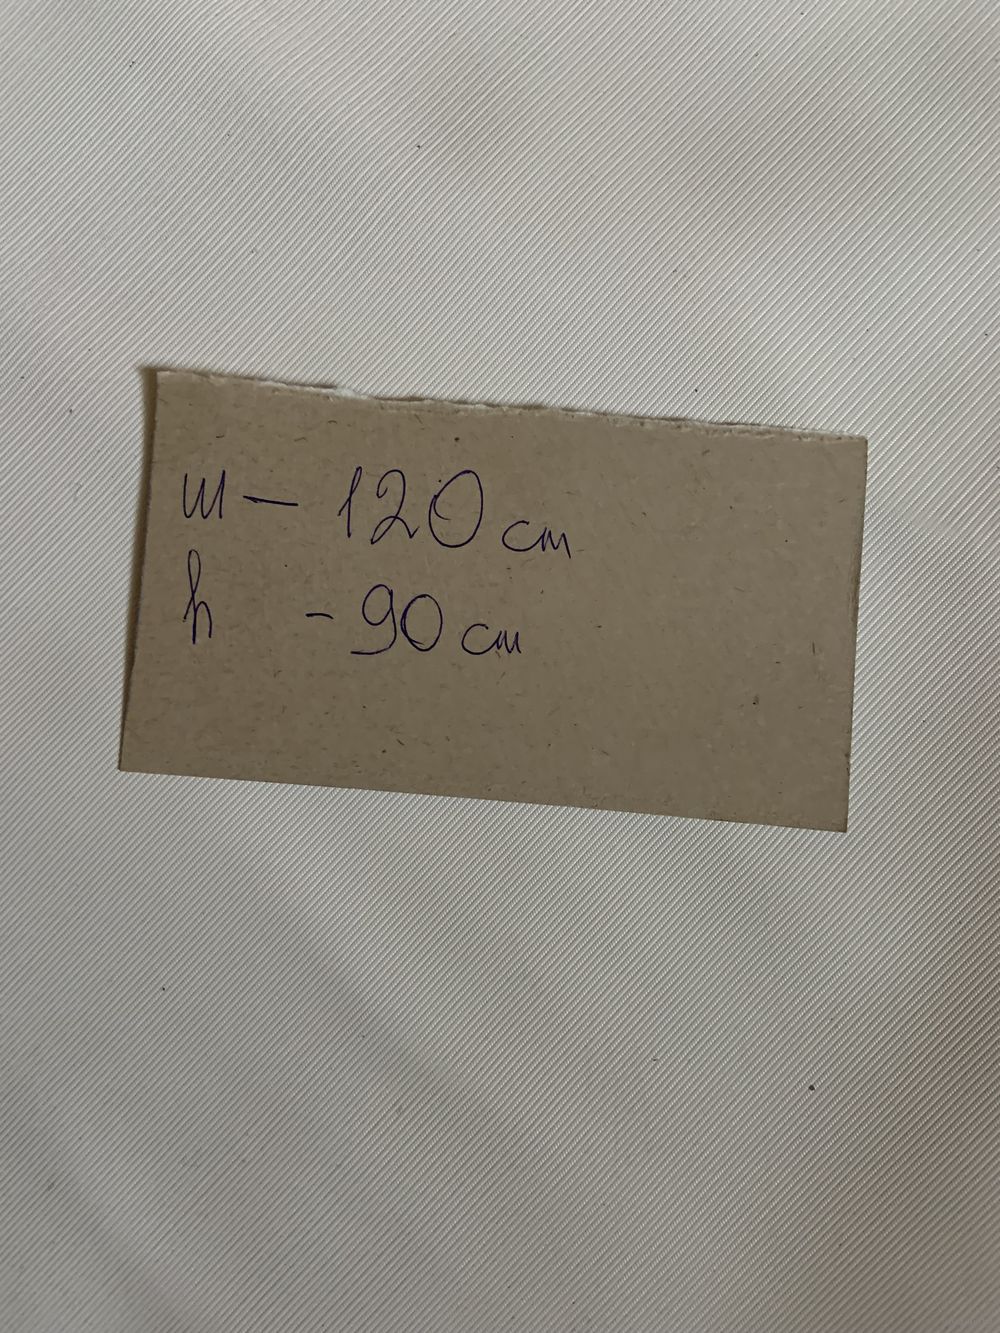 ш — 120 см
h - 90 см